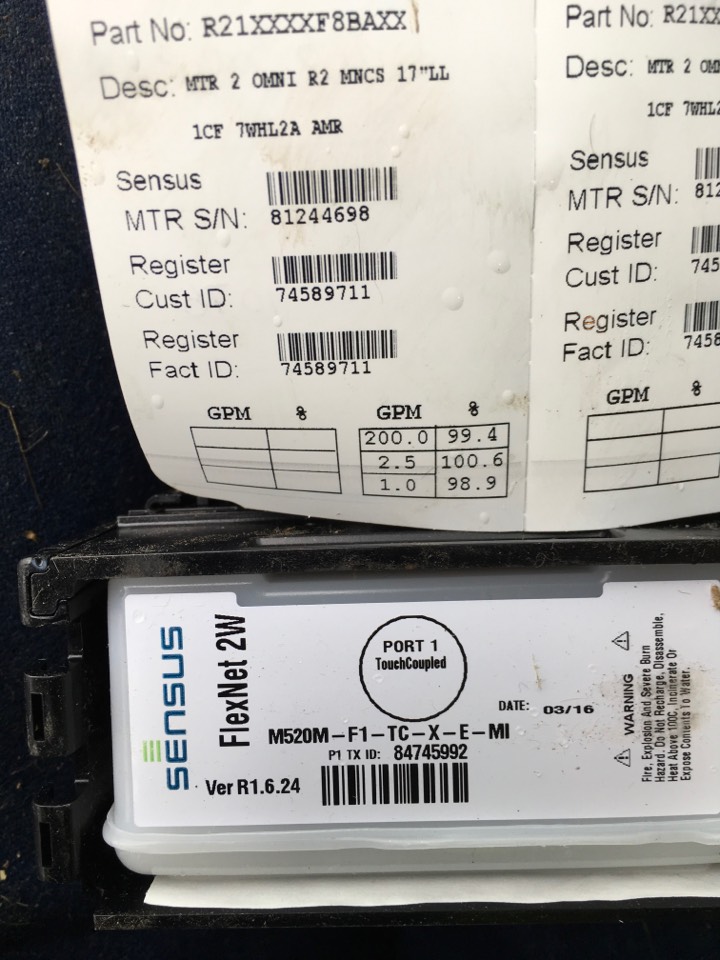 Part No: R21XXXXF8BAXX
Desc: MTR 2 OMNI R2 MNCS 17"LL
1CF 7WHL2A AMR
Sensus
MTR S/N: 81244698
Register
Cust ID: 74589711
Register
Fact ID: 74589711
GPM %
GPM %
200.0 99.4
2.5 100.6
1.0 98.9
Part No: R21XX
Desc: MTR 2 OMN
1CF 7WHL2
Sensus
MTR S/N: 812
Register
Cust ID: 745
Register
Fact ID: 7458
GPM %
SENSUS
FlexNet 2W
PORT 1
TouchCoupled
DATE: 03/16
M520M-F1-TC-X-E-MI
P1 TX ID: 84745992
Ver R1.6.24
WARNING
Fire, Explosion And Severe Burn
Hazard. Do Not Recharge, Disassemble,
Heat Above 100C, Incinerate Or
Expose Contents To Water.